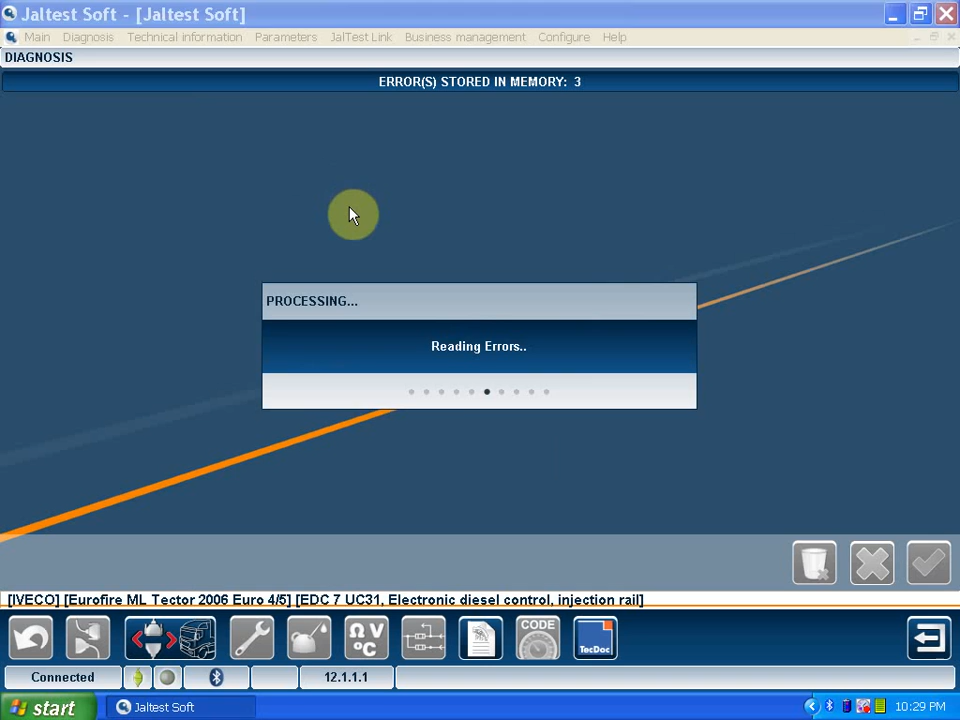 Jaltest Soft - [Jaltest Soft]
Main Diagnosis Technical information Parameters JalTest Link Business management Configure Help
DIAGNOSIS
ERROR(S) STORED IN MEMORY: 3
PROCESSING...
Reading Errors..
[IVECO] [Eurofire ML Tector 2006 Euro 4/5] [EDC 7 UC31, Electronic diesel control, injection rail]
Ω V
°C
CODE
TecDoc
Connected
12.1.1.1
start
Jaltest Soft
10:29 PM